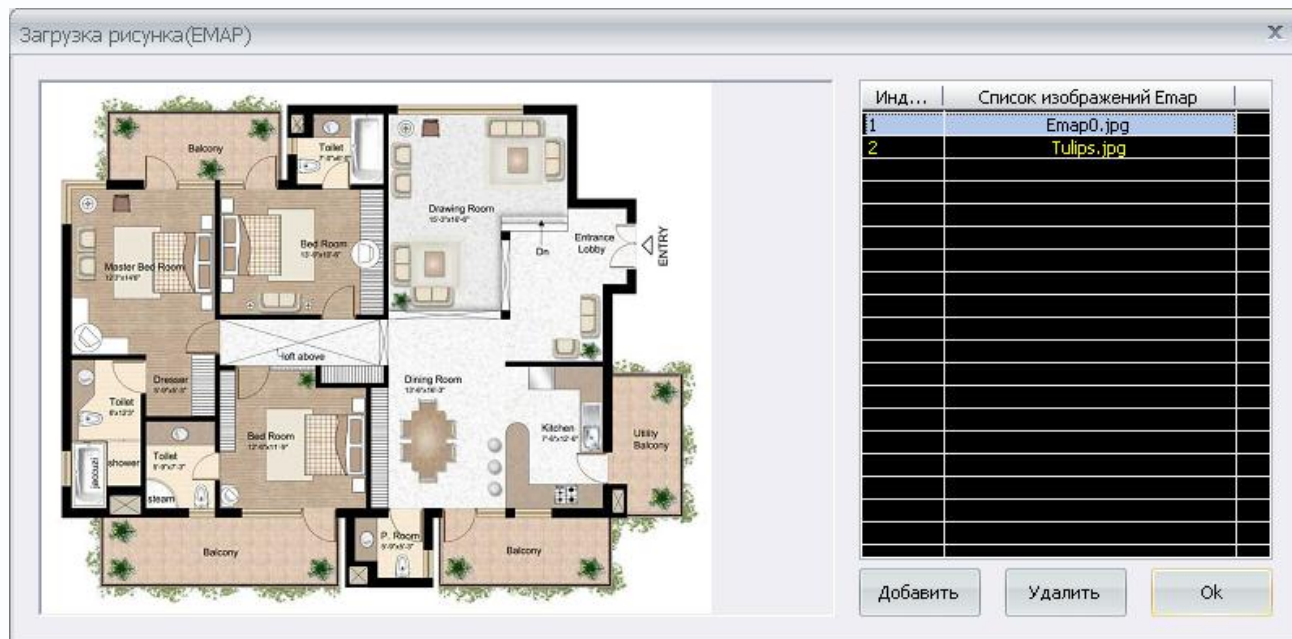 Загрузка рисунка(EMAP)
x
Инд... Список изображений Emap
1 Emap0.jpg
2 Tulips.jpg
Balcony
Toilet
Drawing Room
Bed Room
Entrance
Lobby
ENTRY
Dn
Master Bed Room
loft above
Dresser
Dining Room
Toilet
Kitchen
Bed Room
Utility
Balcony
Toilet
shower
jacouzi
steam
P. Room
Balcony
Balcony
Добавить Удалить Ok